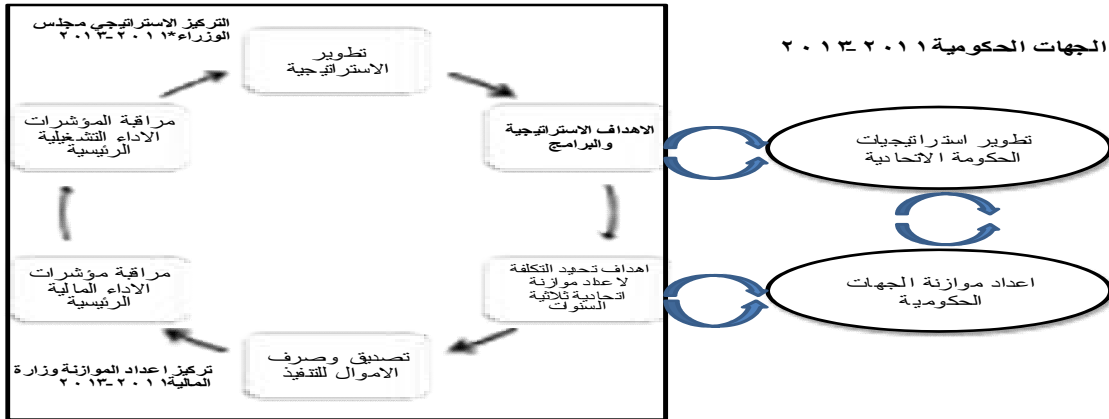 التركيز الاستراتيجي مجلس
الوزراء*٢٠١١-٢٠١٣
تطوير
الاستراتيجية
الجهات الحكومية ٢٠١١-٢٠١٣
مراقبة المؤشرات
الاداء التشغيلية
الرئيسية
الاهداف الاستراتيجية
والبرامج
تطوير استراتيجيات
الحكومة الاتحادية
مراقبة مؤشرات
الاداء المالية
الرئيسية
اهداف تحديد التكلفة
لاعداد موازنة
اتحادية ثلاثية
السنوات
اعداد موازنة الجهات
الحكومية
تصديق وصرف
الاموال للتنفيذ
تركيز اعداد الموازنة وزارة
المالية ٢٠١١-٢٠١٣